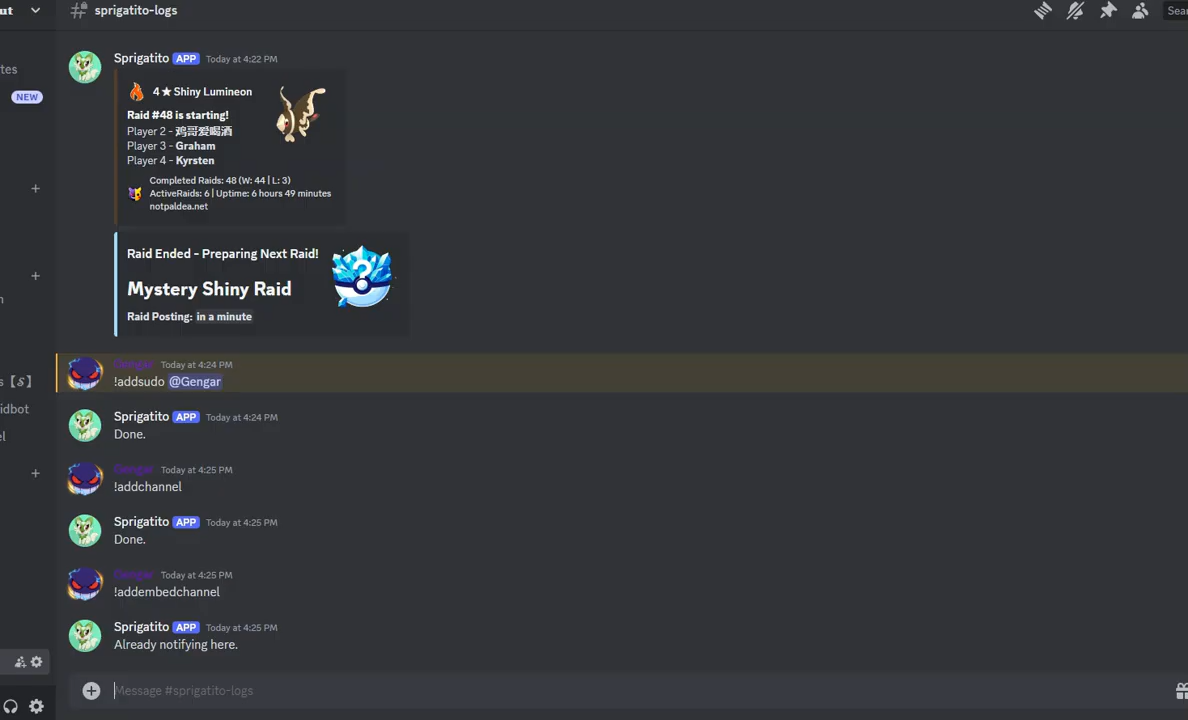 ut
sprigatito-logs
Sear
tes
NEW
Sprigatito APP Today at 4:22 PM
4★ Shiny Lumineon
Raid #48 is starting!
Player 2 - 鸡哥爱喝酒
Player 3 - Graham
Player 4 - Kyrsten
Completed Raids: 48 (W: 44 | L: 3)
ActiveRaids: 6 | Uptime: 6 hours 49 minutes
notpaldea.net
Raid Ended - Preparing Next Raid!
Mystery Shiny Raid
Raid Posting: in a minute
n
Gengar Today at 4:24 PM
!addsudo @Gengar
s【S】
idbot
el
Sprigatito APP Today at 4:24 PM
Done.
Gengar Today at 4:25 PM
!addchannel
Sprigatito APP Today at 4:25 PM
Done.
Gengar Today at 4:25 PM
!addembedchannel
Sprigatito APP Today at 4:25 PM
Already notifying here.
Message #sprigatito-logs